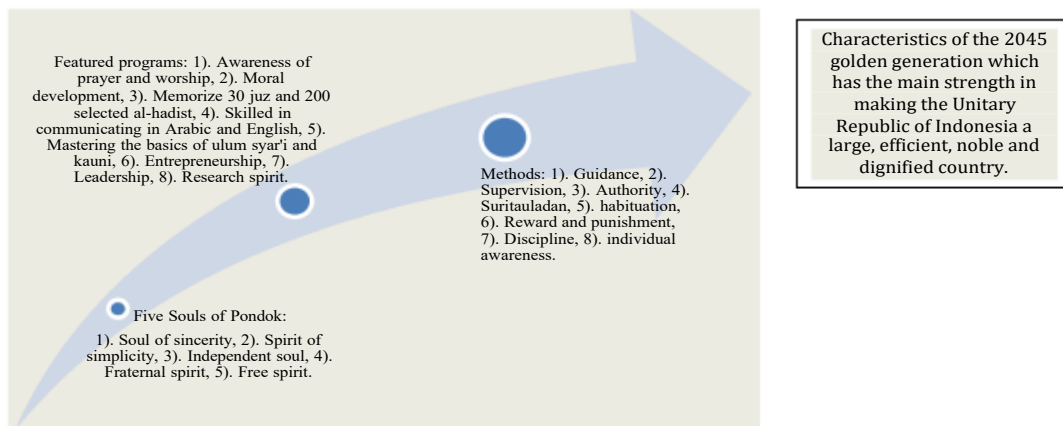 Featured programs: 1). Awareness of
prayer and worship, 2). Moral
development, 3). Memorize 30 juz and 200
selected al-hadist, 4). Skilled in
communicating in Arabic and English, 5).
Mastering the basics of ulum syar'i and
kauni, 6). Entrepreneurship, 7).
Leadership, 8). Research spirit.
Methods: 1). Guidance, 2).
Supervision, 3). Authority, 4).
Suritauladan, 5). habituation,
6). Reward and punishment,
7). Discipline, 8). individual
awareness.
Five Souls of Pondok:
1). Soul of sincerity, 2). Spirit of
simplicity, 3). Independent soul, 4).
Fraternal spirit, 5). Free spirit.
Characteristics of the 2045
golden generation which
has the main strength in
making the Unitary
Republic of Indonesia a
large, efficient, noble and
dignified country.